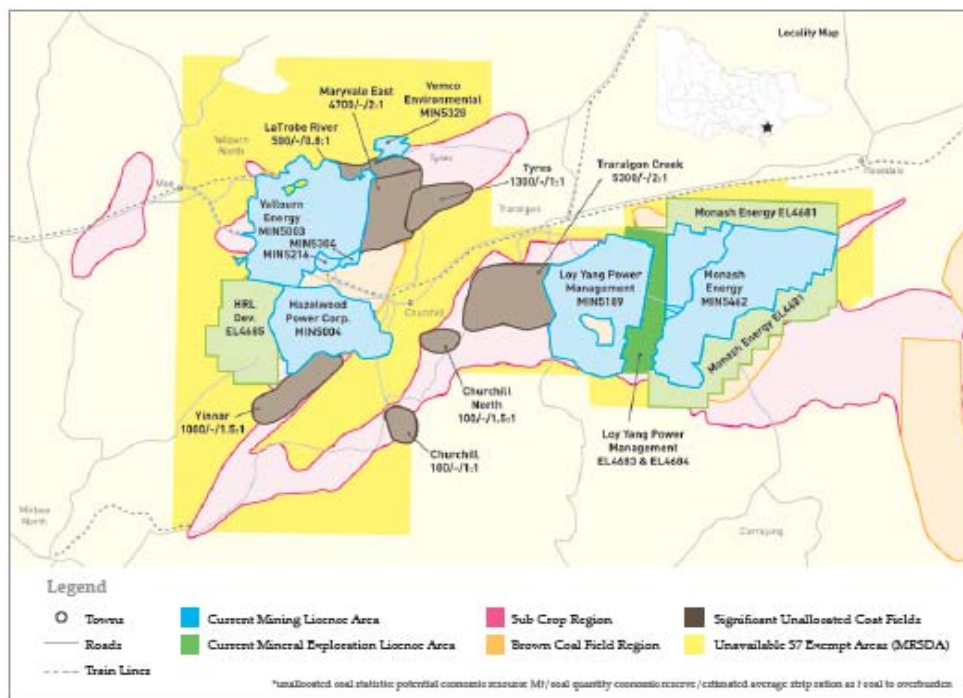 Locality Map
Yemco
Environmental
MIN5328
Maryvale East
4700/-/2:1
LaTrobe River
500/-/0.8:1
Yallourn
North
Moe
Tyres
Tyres
1300/-/1:1
Traralgon Creek
5300/-/2:1
Rosedale
Traralgon
Yallourn
Energy
MIN5003
MIN5304
MIN5216
Monash Energy EL4681
HRL
Dev.
EL4685
Hazelwood
Power Corp.
MIN5004
Churchill
Loy Yang Power
Management
MIN5189
Monash
Energy
MIN5462
Monash Energy EL4681
Yinnar
1000/-/1.5:1
Churchill
North
100/-/1.5:1
Churchill
100/-/1:1
Loy Yang Power
Management
EL4683 & EL4684
Mirboo
North
Carrajung
Legend
Towns
Roads
Train Lines
Current Mining Licence Area
Current Mineral Exploration Licence Area
Sub Crop Region
Brown Coal Field Region
Significant Unallocated Coal Fields
Unavailable S7 Exempt Areas (MRSDA)
*unallocated coal statistic: potential economic resource (Mt)/coal quantity economic reserve/estimated average strip ration as t coal to overburden